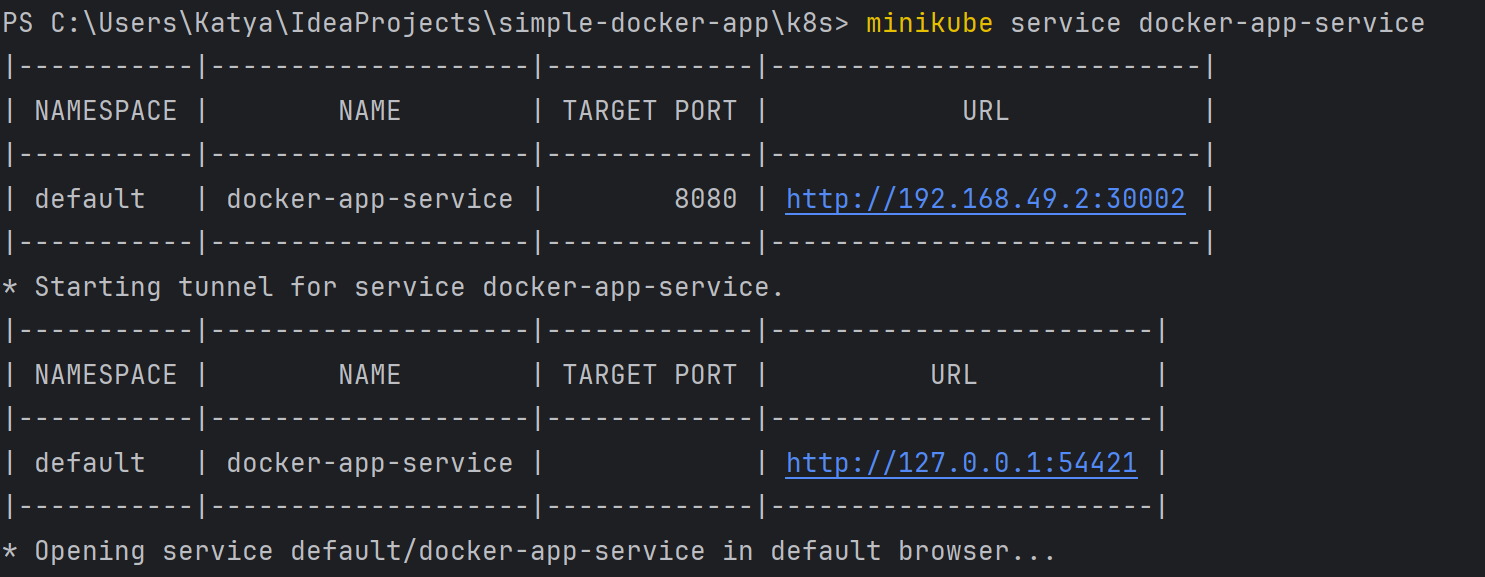 PS C:\Users\Katya\IdeaProjects\simple-docker-app\k8s> minikube service docker-app-service
|-----------|--------------------|-------------|---------------------------|
| NAMESPACE |        NAME        | TARGET PORT |            URL            |
|-----------|--------------------|-------------|---------------------------|
| default   | docker-app-service |        8080 | http://192.168.49.2:30002 |
|-----------|--------------------|-------------|---------------------------|
* Starting tunnel for service docker-app-service.
|-----------|--------------------|-------------|------------------------|
| NAMESPACE |        NAME        | TARGET PORT |          URL           |
|-----------|--------------------|-------------|------------------------|
| default   | docker-app-service |             | http://127.0.0.1:54421 |
|-----------|--------------------|-------------|------------------------|
* Opening service default/docker-app-service in default browser...